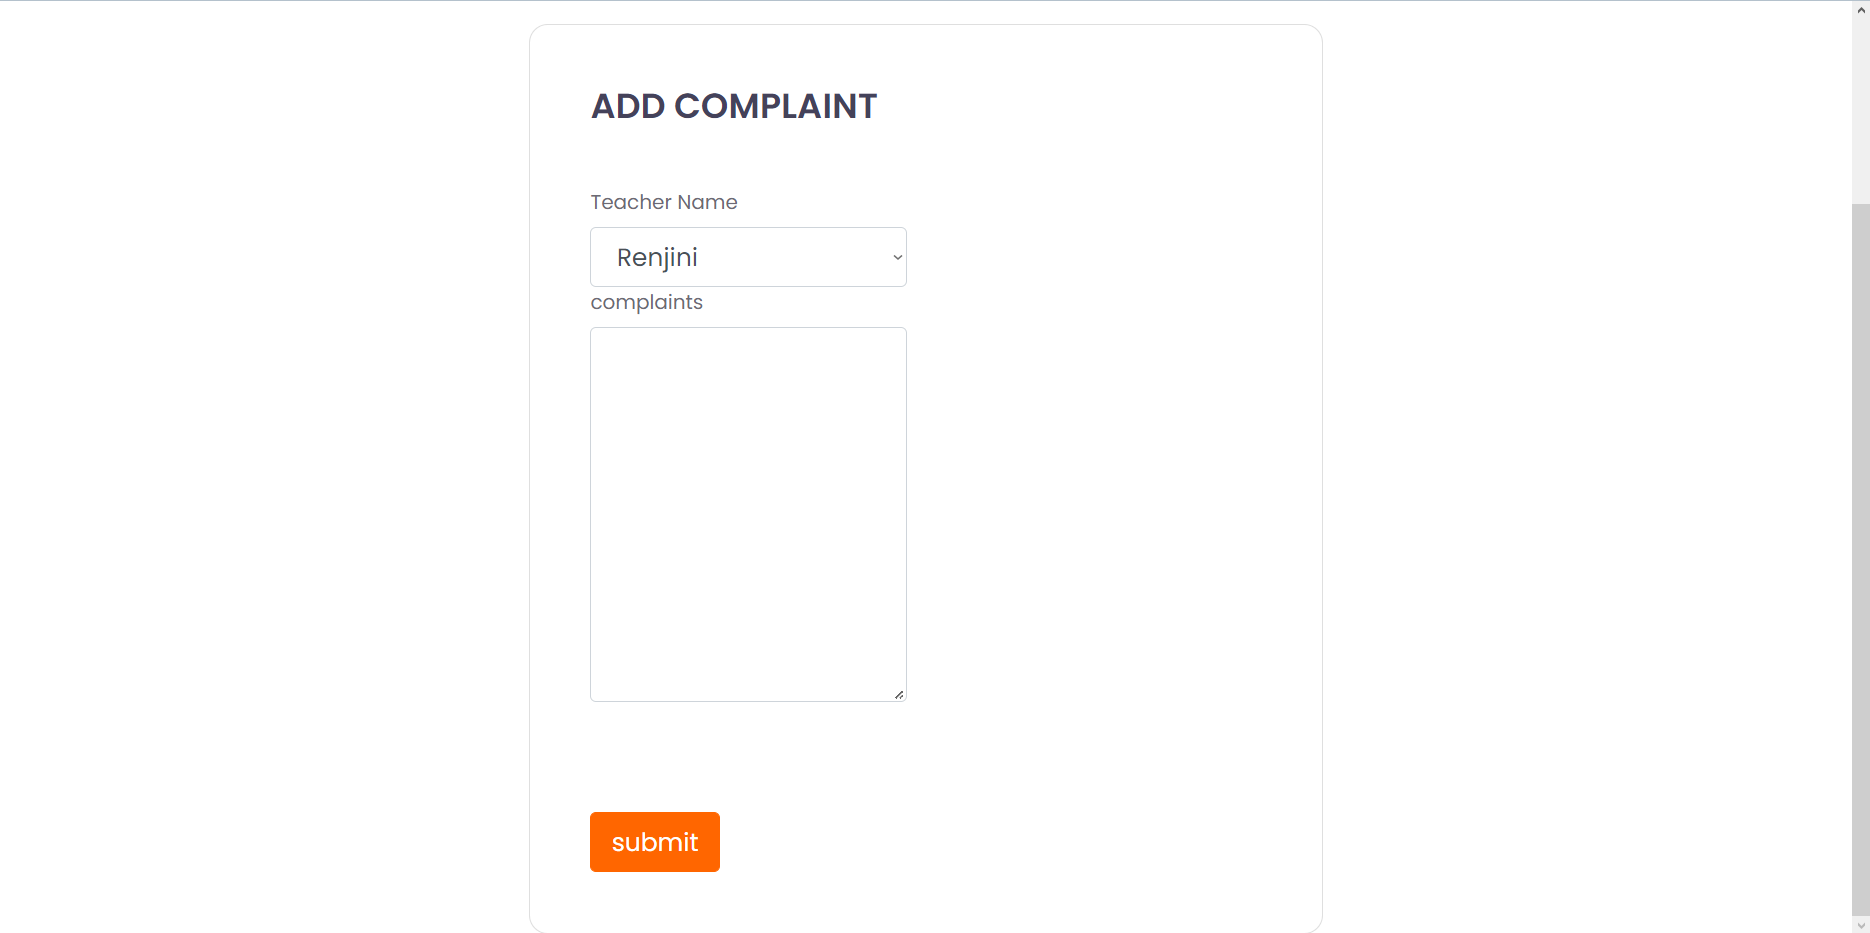 ADD COMPLAINT
Teacher Name
Renjini
complaints
submit